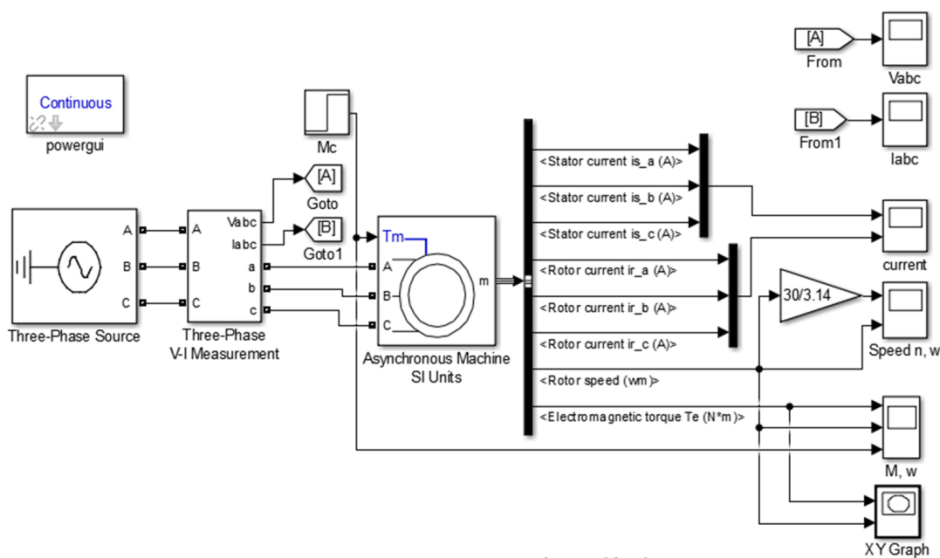 [A]
From
Vabc
Continuous
powergui
[B]
From1
Iabc
Mc
[A]
Goto
[B]
Goto1
Vabc
Iabc
A
B
C
A
B
C
a
b
c
Three-Phase Source
Three-Phase
V-I Measurement
Tm
A
B
C
m
Asynchronous Machine
SI Units
<Stator current is_a (A)>
<Stator current is_b (A)>
<Stator current is_c (A)>
<Rotor current ir_a (A)>
<Rotor current ir_b (A)>
<Rotor current ir_c (A)>
<Rotor speed (wm)>
<Electromagnetic torque Te (N*m)>
current
30/3.14
Speed n, w
M, w
XY Graph